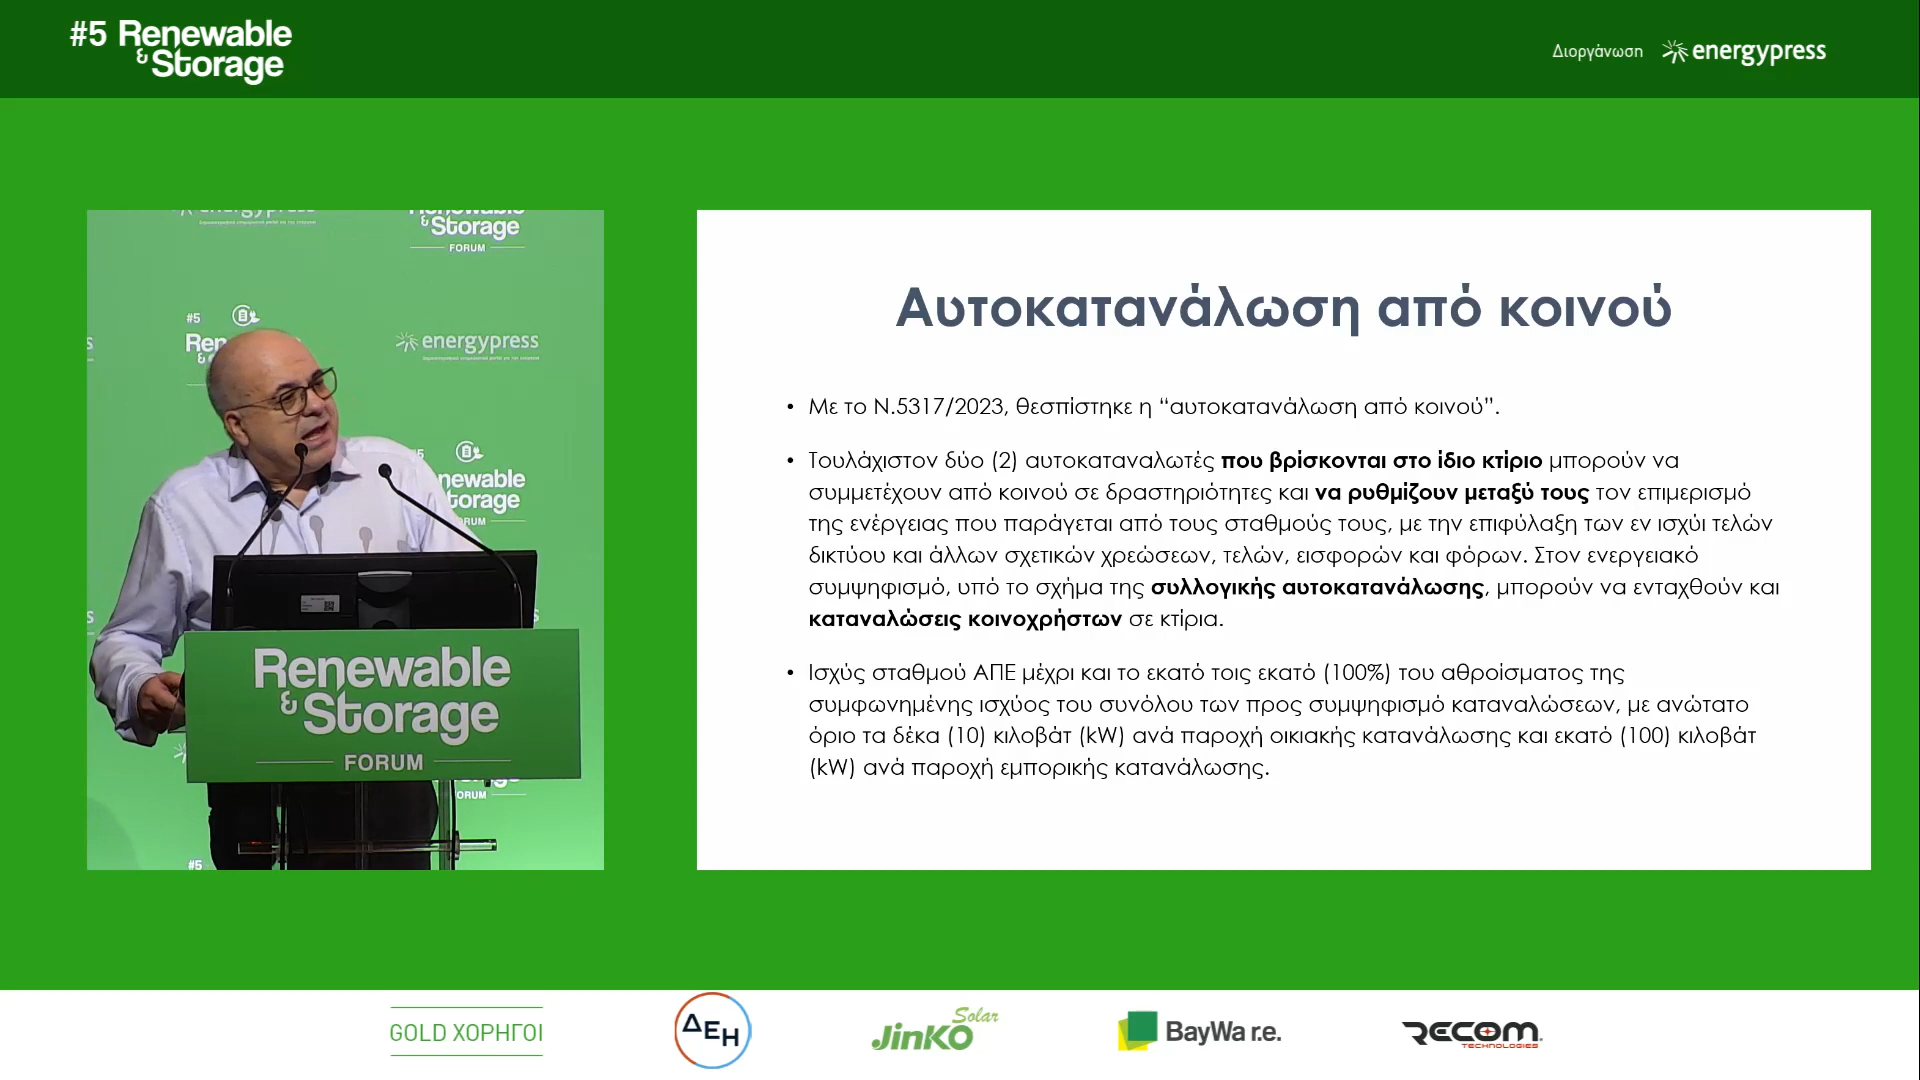 #5 Renewable
& Storage
Διοργάνωση energypress
energypress
Renewable
& Storage
FORUM
#5
energypress
newable
torage
#5
Renewable
& Storage
FORUM
Αυτοκατανάλωση από κοινού
• Με το Ν.5317/2023, θεσπίστηκε η “αυτοκατανάλωση από κοινού”.
• Τουλάχιστον δύο (2) αυτοκαταναλωτές που βρίσκονται στο ίδιο κτίριο μπορούν να
συμμετέχουν από κοινού σε δραστηριότητες και να ρυθμίζουν μεταξύ τους τον επιμερισμό
της ενέργειας που παράγεται από τους σταθμούς τους, με την επιφύλαξη των εν ισχύι τελών
δικτύου και άλλων σχετικών χρεώσεων, τελών, εισφορών και φόρων. Στον ενεργειακό
συμψηφισμό, υπό το σχήμα της συλλογικής αυτοκατανάλωσης, μπορούν να ενταχθούν και
καταναλώσεις κοινοχρήστων σε κτίρια.
• Ισχύς σταθμού ΑΠΕ μέχρι και το εκατό τοις εκατό (100%) του αθροίσματος της
συμφωνημένης ισχύος του συνόλου των προς συμψηφισμό καταναλώσεων, με ανώτατο
όριο τα δέκα (10) κιλοβάτ (kW) ανά παροχή οικιακής κατανάλωσης και εκατό (100) κιλοβάτ
(kW) ανά παροχή εμπορικής κατανάλωσης.
GOLD ΧΟΡΗΓΟΙ
ΔΕΗ
JinKO Solar
BayWa r.e.
RECOM
TECHNOLOGIES